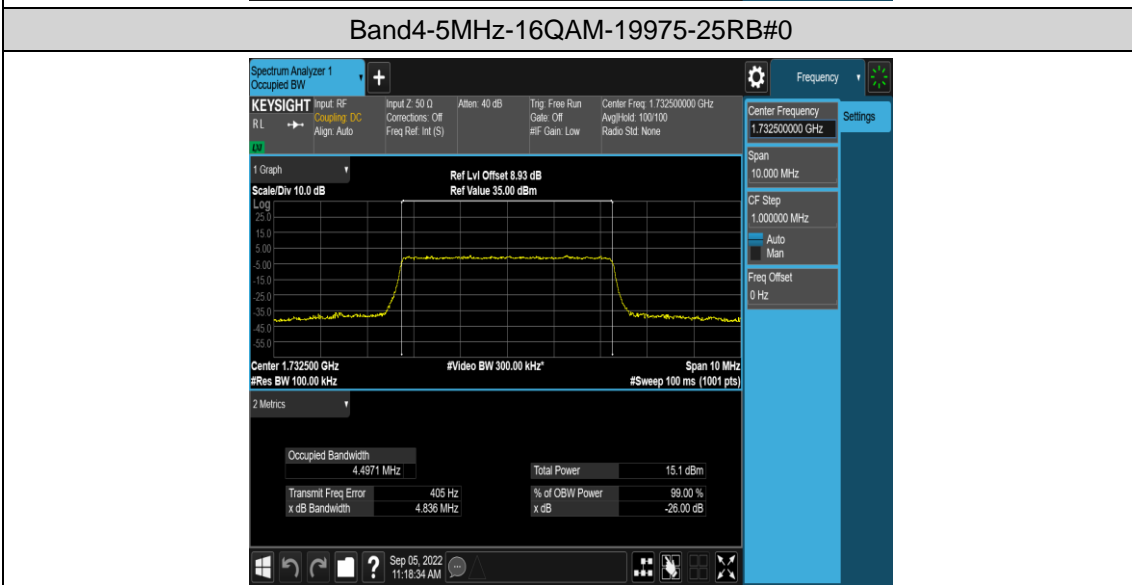 Band4-5MHz-16QAM-19975-25RB#0
Spectrum Analyzer 1
Occupied BW
+
Frequency
KEYSIGHT Input: RF
RL Coupling: DC
Align: Auto
LXI
Input Z: 50 Ω
Corrections: Off
Freq Ref: Int (S)
Atten: 40 dB
Trig: Free Run
Gate: Off
#IF Gain: Low
Center Freq: 1.732500000 GHz
Avg|Hold: 100/100
Radio Std: None
Center Frequency
1.732500000 GHz
Settings
Span
10.000 MHz
CF Step
1.000000 MHz
Auto
Man
Freq Offset
0 Hz
1 Graph
Ref Lvl Offset 8.93 dB
Scale/Div 10.0 dB Ref Value 35.00 dBm
Log
25.0
15.0
5.00
-5.00
-15.0
-25.0
-35.0
-45.0
-55.0
Center 1.732500 GHz #Video BW 300.00 kHz* Span 10 MHz
#Res BW 100.00 kHz #Sweep 100 ms (1001 pts)
2 Metrics
Occupied Bandwidth
4.4971 MHz
Total Power 15.1 dBm
Transmit Freq Error 405 Hz % of OBW Power 99.00 %
x dB Bandwidth 4.836 MHz x dB -26.00 dB
?
Sep 05, 2022
11:18:34 AM